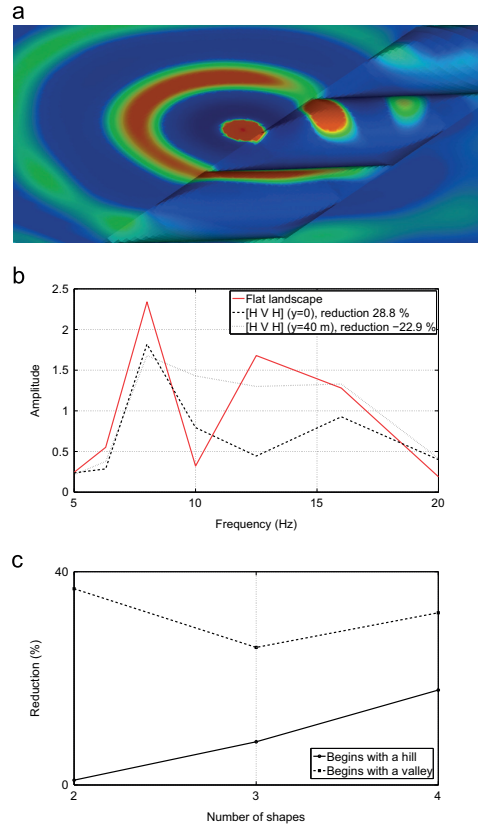 a
b
2.5
2
1.5
1
0.5
0
Amplitude
Flat landscape
[H V H] (y=0), reduction 28.8 %
[H V H] (y=40 m), reduction −22.9 %
5
10
15
20
Frequency (Hz)
c
40
0
Reduction (%)
Begins with a hill
Begins with a valley
2
3
4
Number of shapes